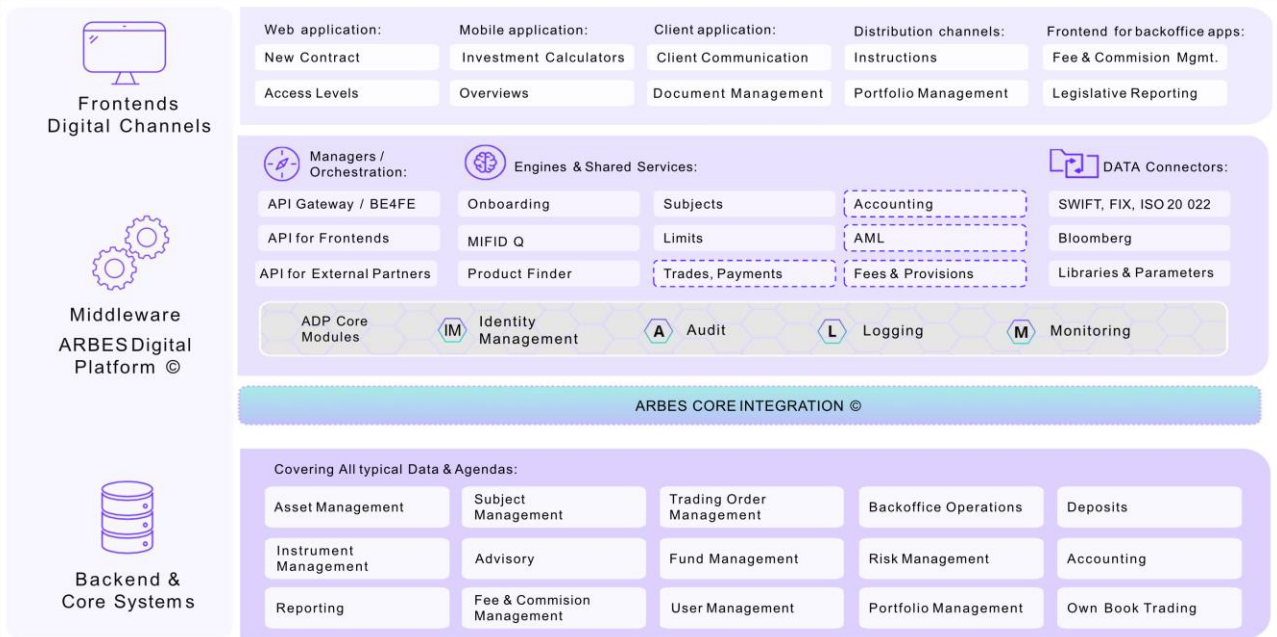 Frontends
Digital Channels
Web application:
New Contract
Access Levels
Mobile application:
Investment Calculators
Overviews
Client application:
Client Communication
Document Management
Distribution channels:
Instructions
Portfolio Management
Frontend for backoffice apps:
Fee & Commision Mgmt.
Legislative Reporting
Middleware
ARBES Digital
Platform ©
Managers /
Orchestration:
API Gateway / BE4FE
API for Frontends
API for External Partners
Engines & Shared Services:
Onboarding
MIFID Q
Product Finder
Subjects
Limits
Trades, Payments
Accounting
AML
Fees & Provisions
DATA Connectors:
SWIFT, FIX, ISO 20 022
Bloomberg
Libraries & Parameters
ADP Core
Modules
IM
Identity
Management
A
Audit
L
Logging
M
Monitoring
ARBES CORE INTEGRATION ©
Backend &
Core Systems
Covering All typical Data & Agendas:
Asset Management
Subject
Management
Trading Order
Management
Backoffice Operations
Deposits
Instrument
Management
Advisory
Fund Management
Risk Management
Accounting
Reporting
Fee & Commision
Management
User Management
Portfolio Management
Own Book Trading